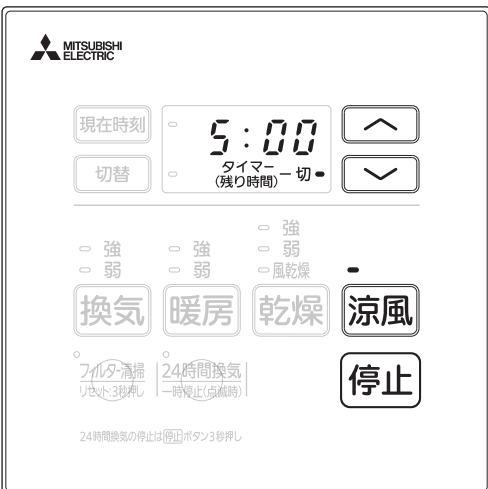 MITSUBISHI
ELECTRIC
現在時刻
5:00
切替
タイマー
(残り時間)
切
強
弱
強
弱
強
弱
風乾燥
換気
暖房
乾燥
涼風
フィルター清掃
リセット:3秒押し
24時間換気
一時停止(点滅時)
停止
24時間換気の停止は停止ボタン3秒押し